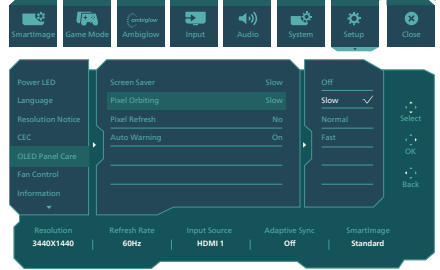 SmartImage Game Mode Ambiglow Input Audio System Setup Close
ambiglow
Power LED
Language
Resolution Notice
CEC
OLED Panel Care
Fan Control
Information
Screen Saver Slow
Pixel Orbiting Slow
Pixel Refresh No
Auto Warning On
Off
Slow
Normal
Fast
Select
OK
Back
Resolution Refresh Rate Input Source Adaptive Sync SmartImage
3440X1440 60Hz HDMI 1 Off Standard